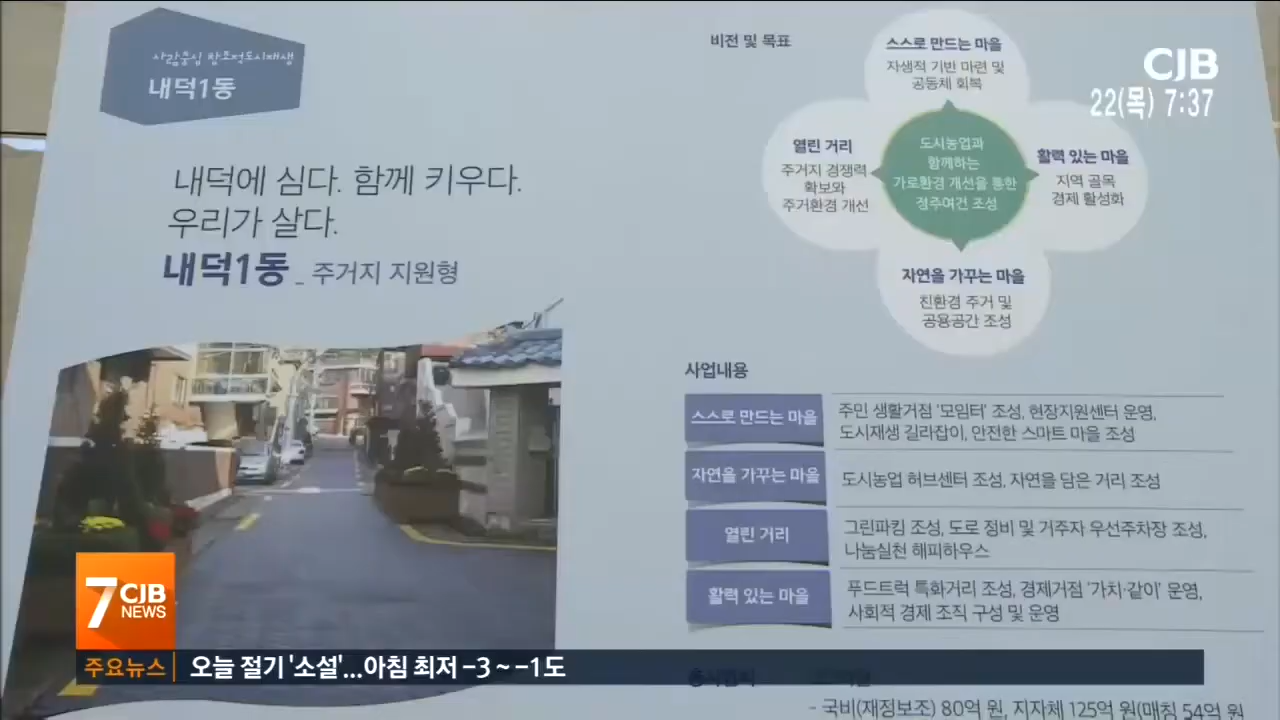 사람중심 창조적도시재생
내덕1동
내덕에 심다. 함께 키우다.
우리가 살다.
내덕1동 _ 주거지 지원형
비전 및 목표
스스로 만드는 마을
자생적 기반 마련 및
공동체 회복
열린 거리
주거지 경쟁력
확보와
주거환경 개선
도시농업과
함께하는
가로환경 개선을 통한
정주여건 조성
활력 있는 마을
지역 골목
경제 활성화
자연을 가꾸는 마을
친환경 주거 및
공용공간 조성
사업내용
스스로 만드는 마을
주민 생활거점 '모임터' 조성, 현장지원센터 운영,
도시재생 길라잡이, 안전한 스마트 마을 조성
자연을 가꾸는 마을
도시농업 허브센터 조성, 자연을 담은 거리 조성
열린 거리
그린파킹 조성, 도로 정비 및 거주자 우선주차장 조성,
나눔실천 해피하우스
활력 있는 마을
푸드트럭 특화거리 조성, 경제거점 '가치·같이' 운영,
사회적 경제 조직 구성 및 운영
- 국비(재정보조) 80억 원, 지자체 125억 원(매칭 54억 원
CJB
22(목) 7:37
7 CJB
NEWS
주요뉴스
오늘 절기 '소설'...아침 최저 -3 ~ -1도